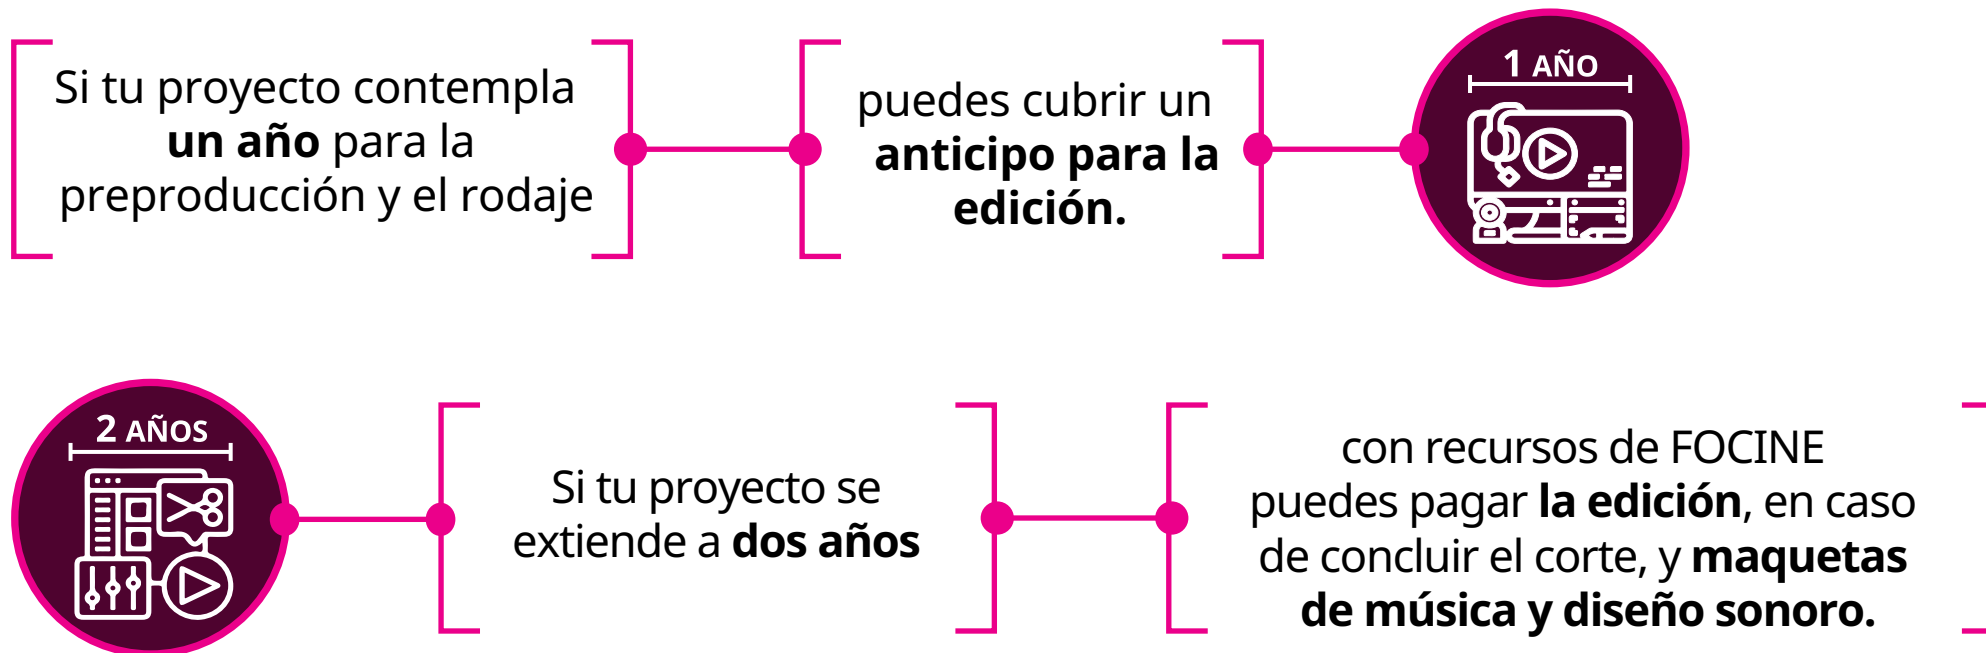 Si tu proyecto contempla
un año para la
preproducción y el rodaje
puedes cubrir un
anticipo para la
edición.
1 AÑO
2 AÑOS
Si tu proyecto se
extiende a dos años
con recursos de FOCINE
puedes pagar la edición, en caso
de concluir el corte, y maquetas
de música y diseño sonoro.